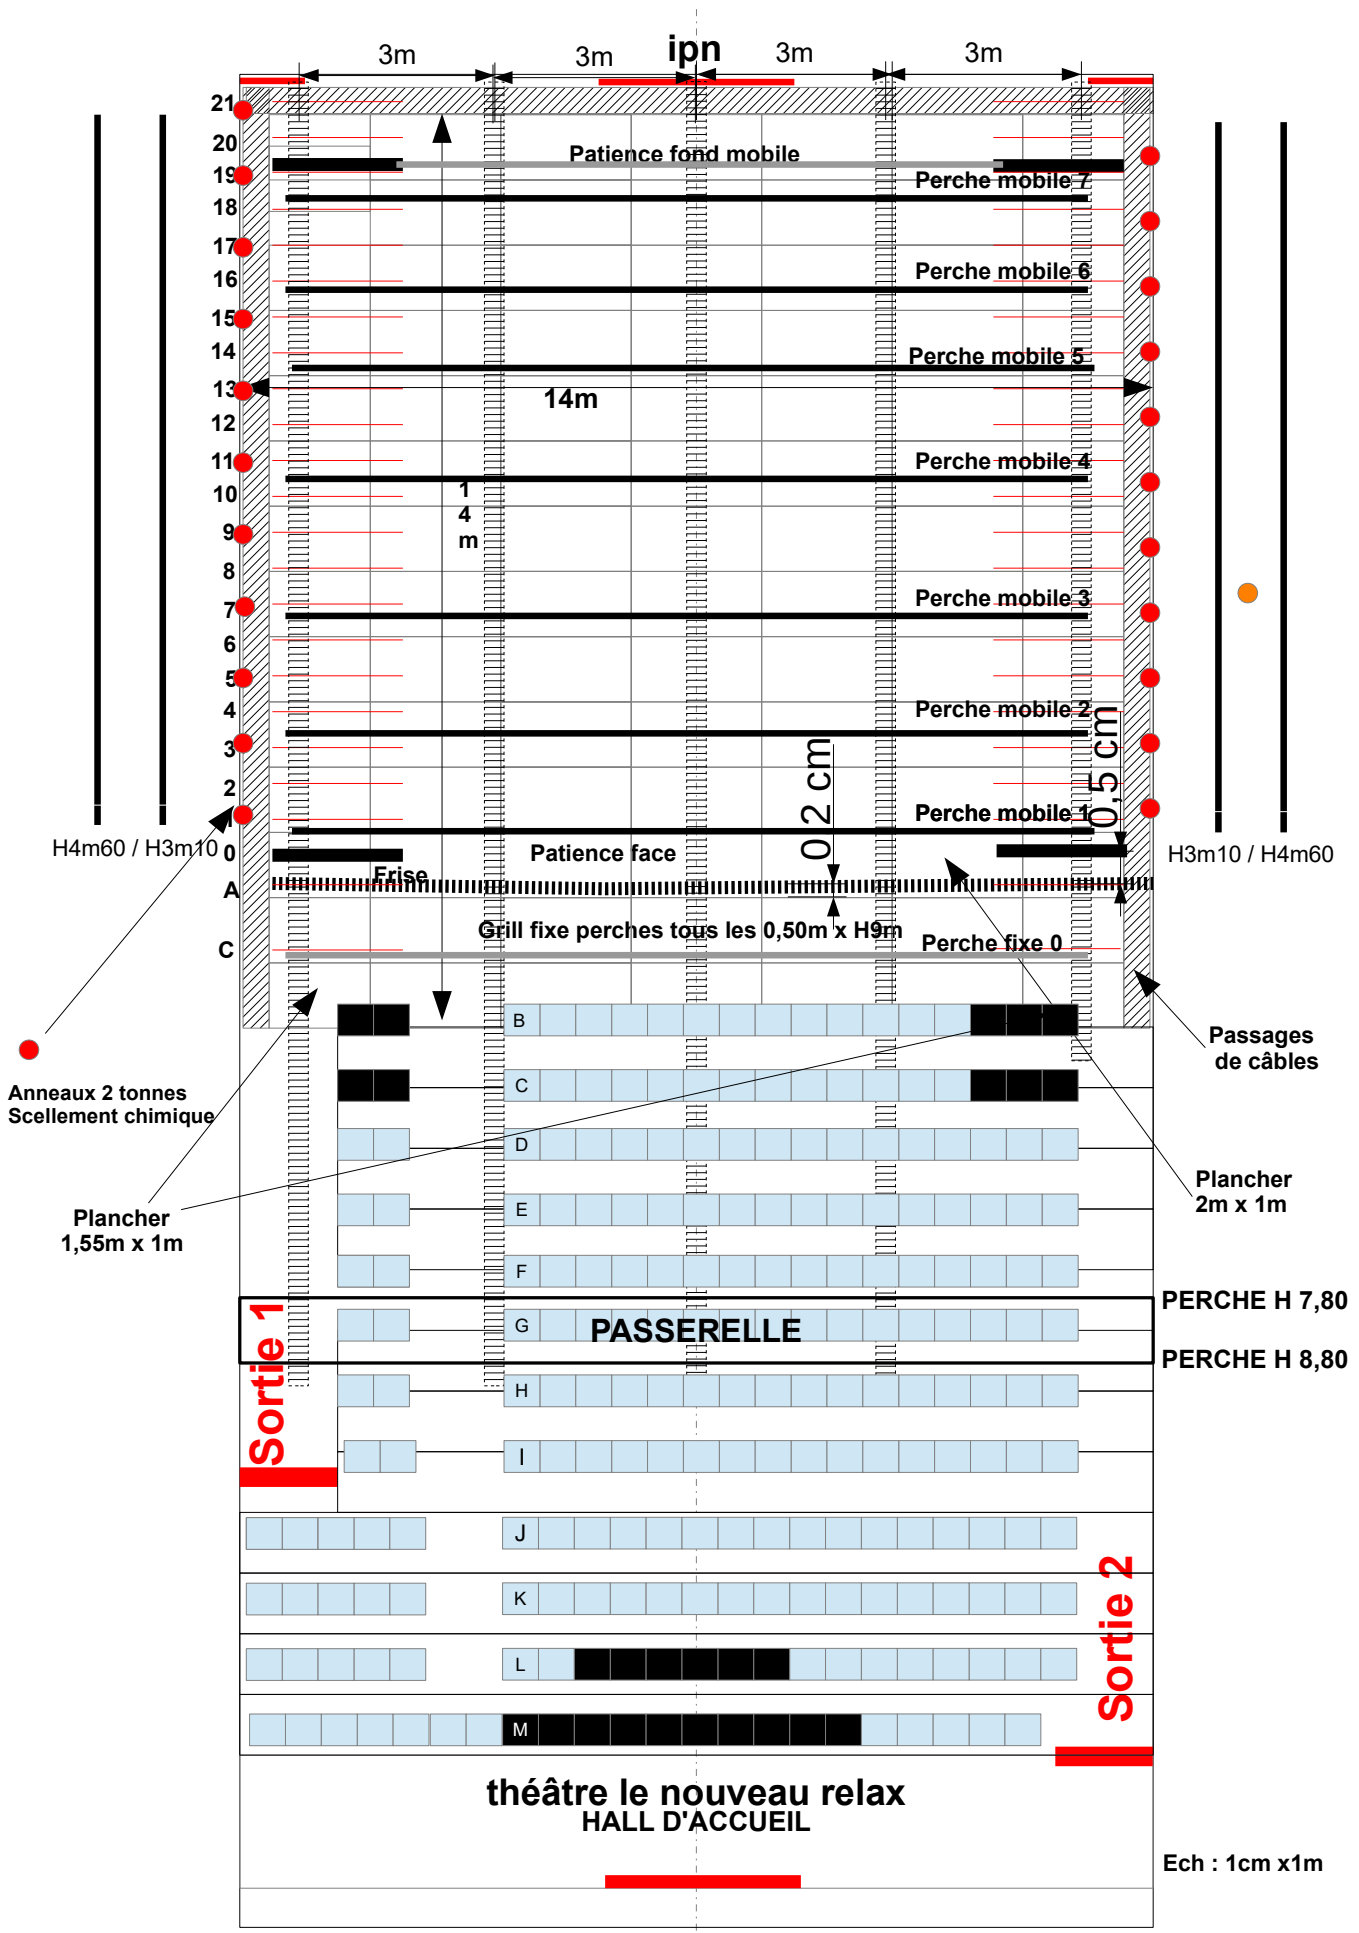 ipn
3m
3m
3m
3m
21
20
Patience fond mobile
19
Perche mobile 7
18
17
16
Perche mobile 6
15
14
Perche mobile 5
13
14m
12
11
Perche mobile 4
10
1
4
m
9
8
7
Perche mobile 3
6
5
4
Perche mobile 2
3
0 2 cm
0,5 cm
2
1
Perche mobile 1
H4m60 / H3m10
0
Patience face
H3m10 / H4m60
Frise
A
Grill fixe perches tous les 0,50m x H9m
C
Perche fixe 0
B
Passages
de câbles
C
Anneaux 2 tonnes
Scellement chimique
D
Plancher
2m x 1m
E
Plancher
1,55m x 1m
F
PERCHE H 7,80
Sortie 1
G
PASSERELLE
PERCHE H 8,80
H
I
J
Sortie 2
K
L
M
théâtre le nouveau relax
HALL D'ACCUEIL
Ech : 1cm x1m